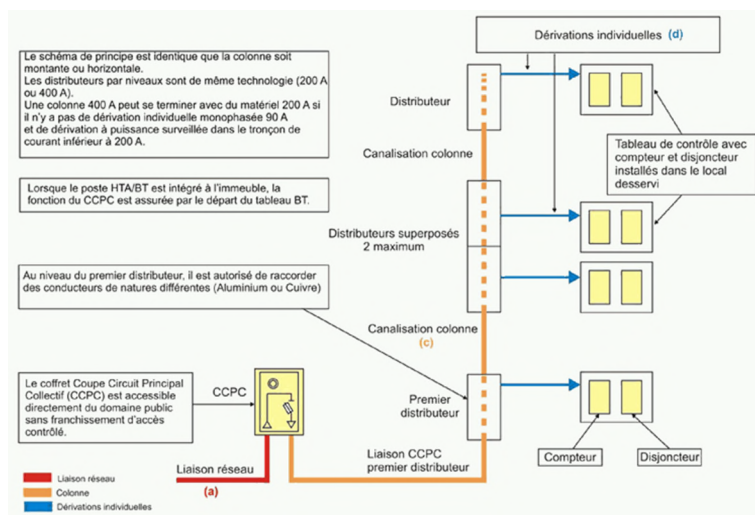 Dérivations individuelles (d)
Le schéma de principe est identique que la colonne soit
montante ou horizontale.
Les distributeurs par niveaux sont de même technologie (200 A
ou 400 A).
Une colonne 400 A peut se terminer avec du matériel 200 A si
il n'y a pas de dérivation individuelle monophasée 90 A
et de dérivation à puissance surveillée dans le tronçon de
courant inférieur à 200 A.
Distributeur
Canalisation colonne
Tableau de contrôle avec
compteur et disjoncteur
installés dans le local
desservi
Lorsque le poste HTA/BT est intégré à l'immeuble, la
fonction du CCPC est assurée par le départ du tableau BT.
Distributeurs superposés
2 maximum
Au niveau du premier distributeur, il est autorisé de raccorder
des conducteurs de natures différentes (Aluminium ou Cuivre)
Canalisation colonne
(c)
Le coffret Coupe Circuit Principal
Collectif (CCPC) est accessible
directement du domaine public
sans franchissement d'accès
contrôlé.
CCPC
Premier
distributeur
Liaison CCPC
premier distributeur
Compteur
Disjoncteur
Liaison réseau
(a)
Liaison réseau
Colonne
Dérivations individuelles